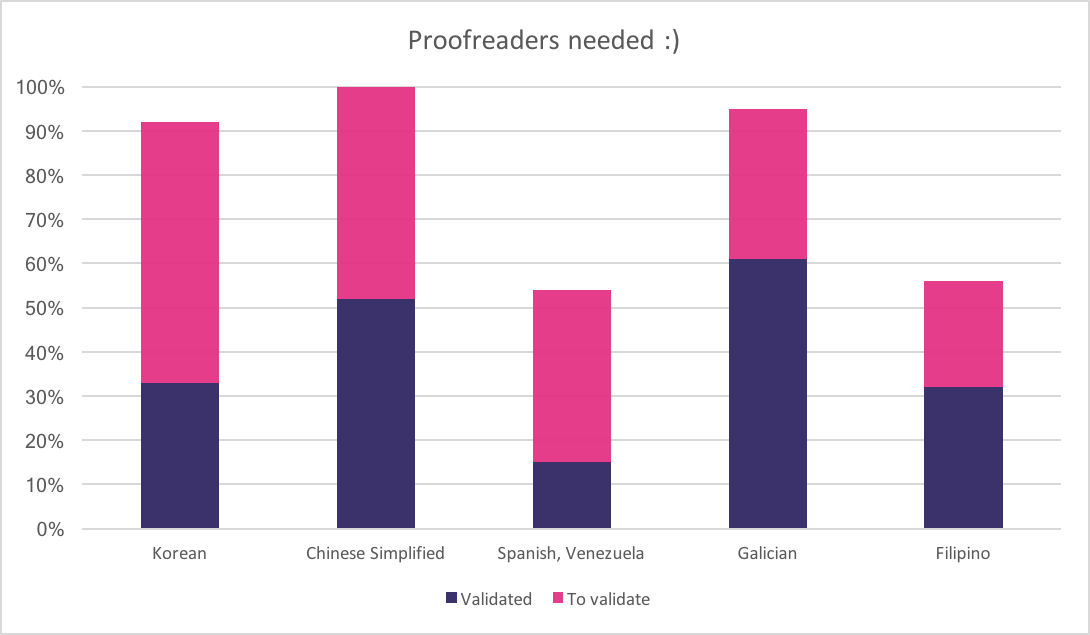 Proofreaders needed :)
100%
90%
80%
70%
60%
50%
40%
30%
20%
10%
0%
Korean
Chinese Simplified
Spanish, Venezuela
Galician
Filipino
Validated
To validate